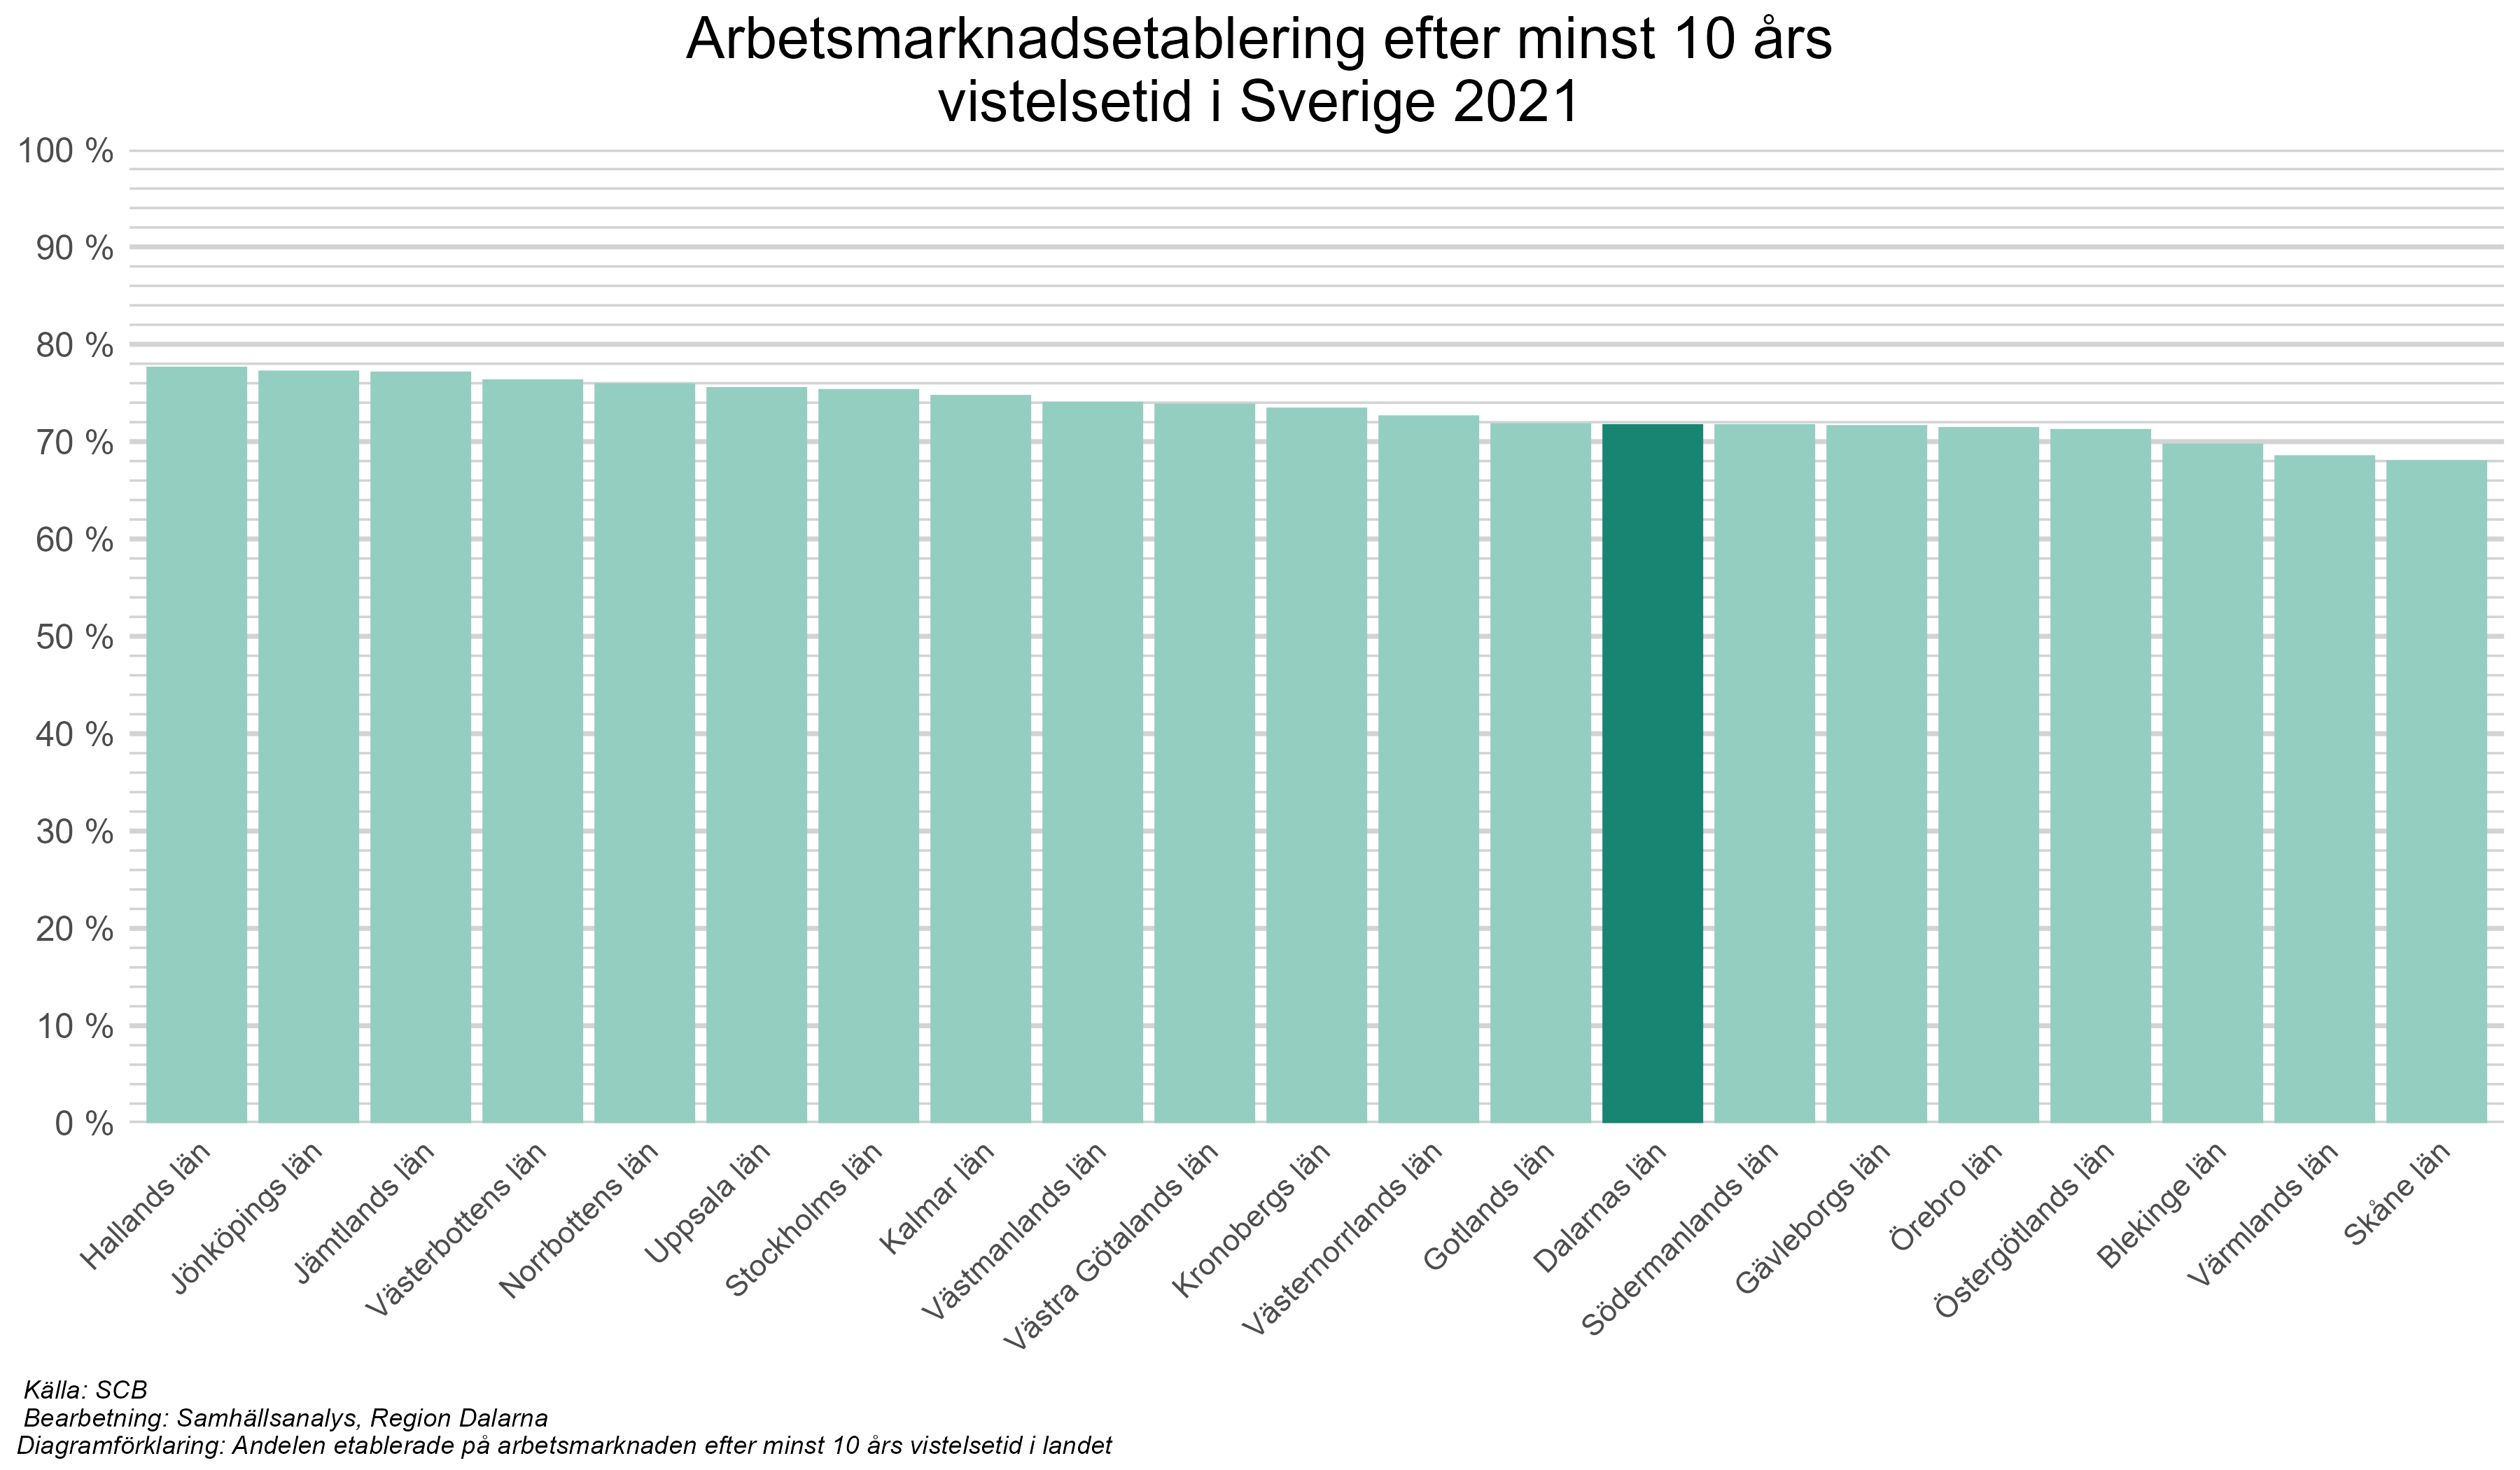 Arbetsmarknadsetablering efter minst 10 års
vistelsetid i Sverige 2021
100 %
90 %
80 %
70 %
60 %
50 %
40 %
30 %
20 %
10 %
0 %
Hallands län
Jönköpings län
Jämtlands län
Västerbottens län
Norrbottens län
Uppsala län
Stockholms län
Kalmar län
Västmanlands län
Västra Götalands län
Kronobergs län
Västernorrlands län
Gotlands län
Dalarnas län
Södermanlands län
Gävleborgs län
Örebro län
Östergötlands län
Blekinge län
Värmlands län
Skåne län
Källa: SCB
Bearbetning: Samhällsanalys, Region Dalarna
Diagramförklaring: Andelen etablerade på arbetsmarknaden efter minst 10 års vistelsetid i landet